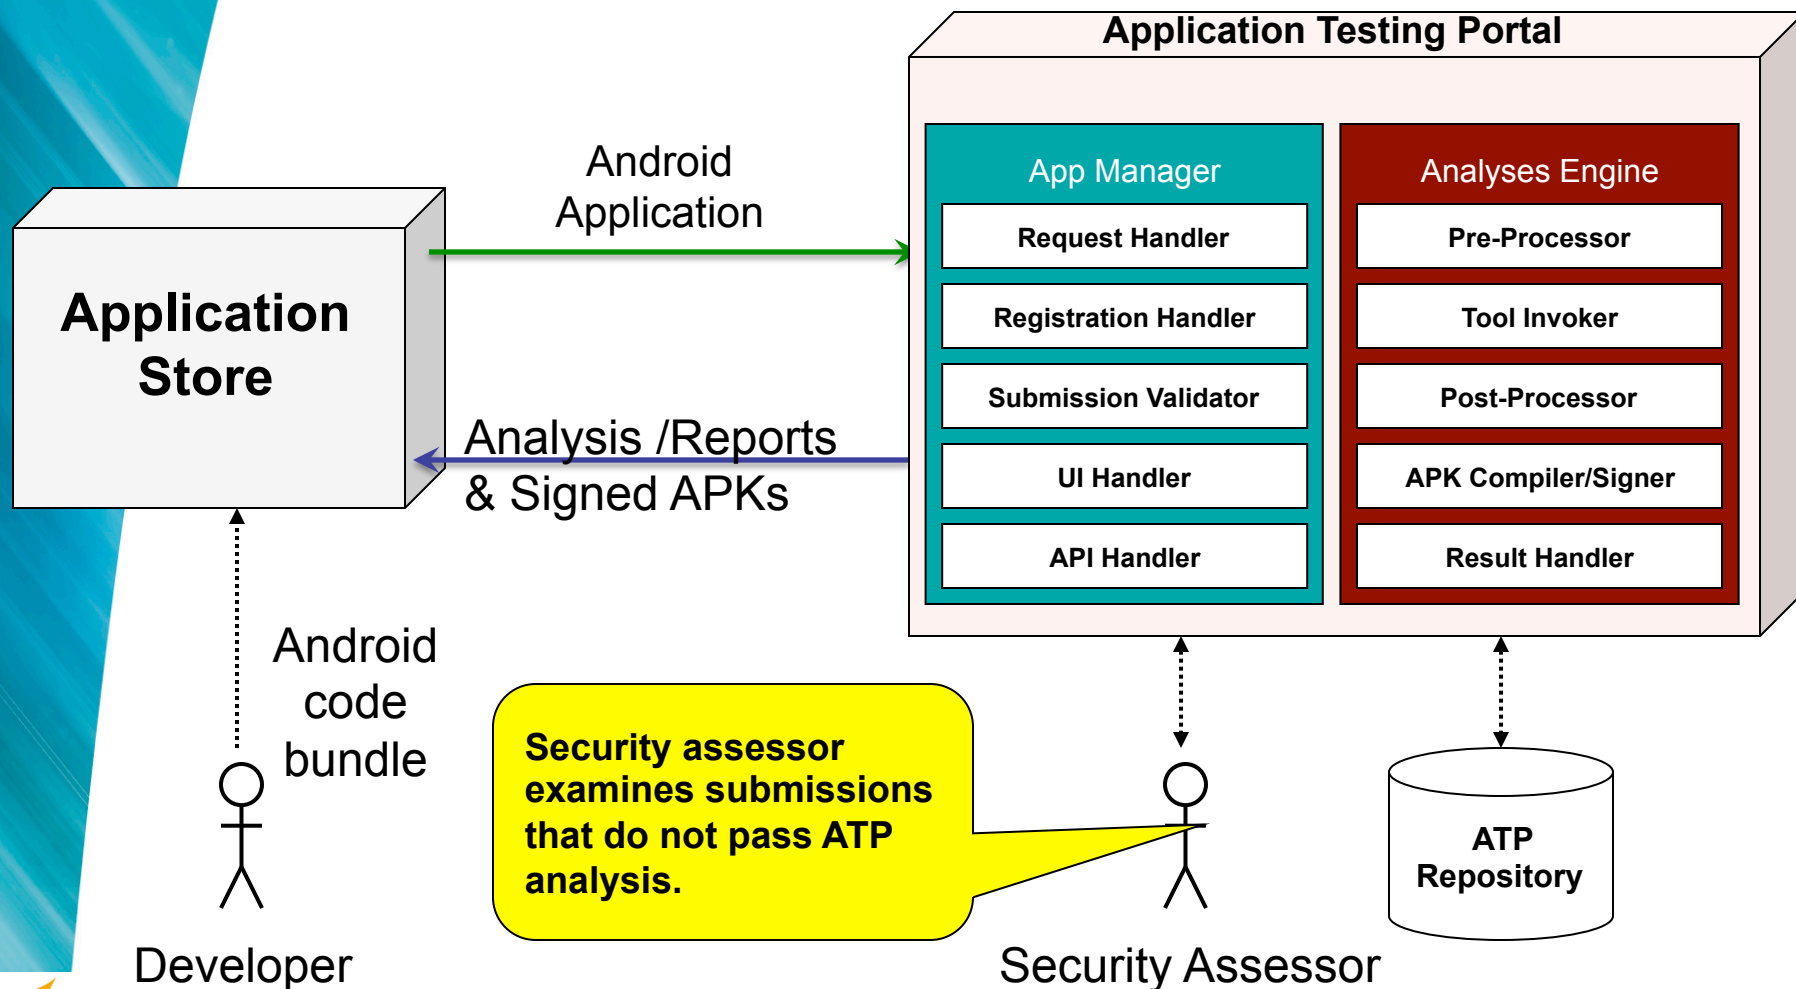 Application Testing Portal
Android
Application
Application
Store
Analysis /Reports
& Signed APKs
App Manager
Request Handler
Registration Handler
Submission Validator
UI Handler
API Handler
Analyses Engine
Pre-Processor
Tool Invoker
Post-Processor
APK Compiler/Signer
Result Handler
Android
code
bundle
Developer
Security assessor
examines submissions
that do not pass ATP
analysis.
Security Assessor
ATP
Repository